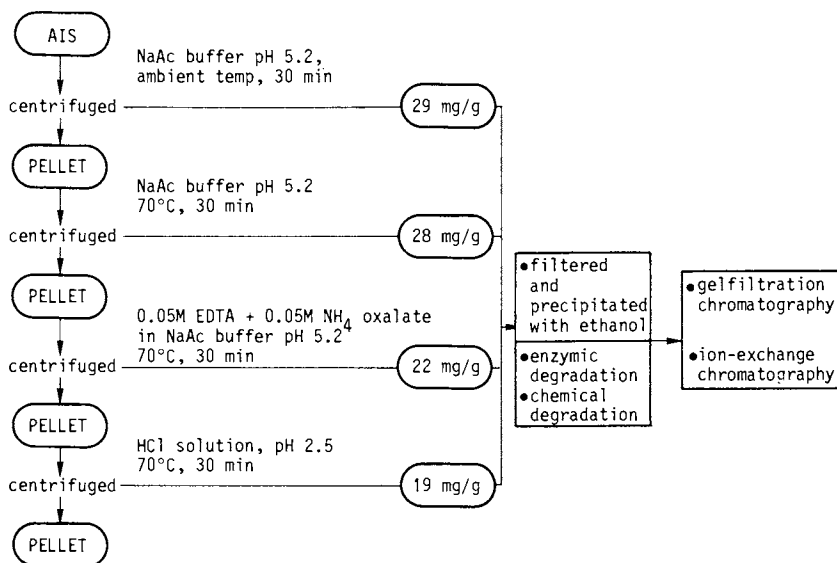 AIS
NaAc buffer pH 5.2,
ambient temp, 30 min
centrifuged
29 mg/g
PELLET
NaAc buffer pH 5.2
70°C, 30 min
centrifuged
28 mg/g
PELLET
0.05M EDTA + 0.05M NH4 oxalate
in NaAc buffer pH 5.2
70°C, 30 min
centrifuged
22 mg/g
PELLET
HCl solution, pH 2.5
70°C, 30 min
centrifuged
19 mg/g
PELLET
●filtered
and
precipitated
with ethanol
●enzymic
degradation
●chemical
degradation
●gelfiltration
chromatography
●ion-exchange
chromatography